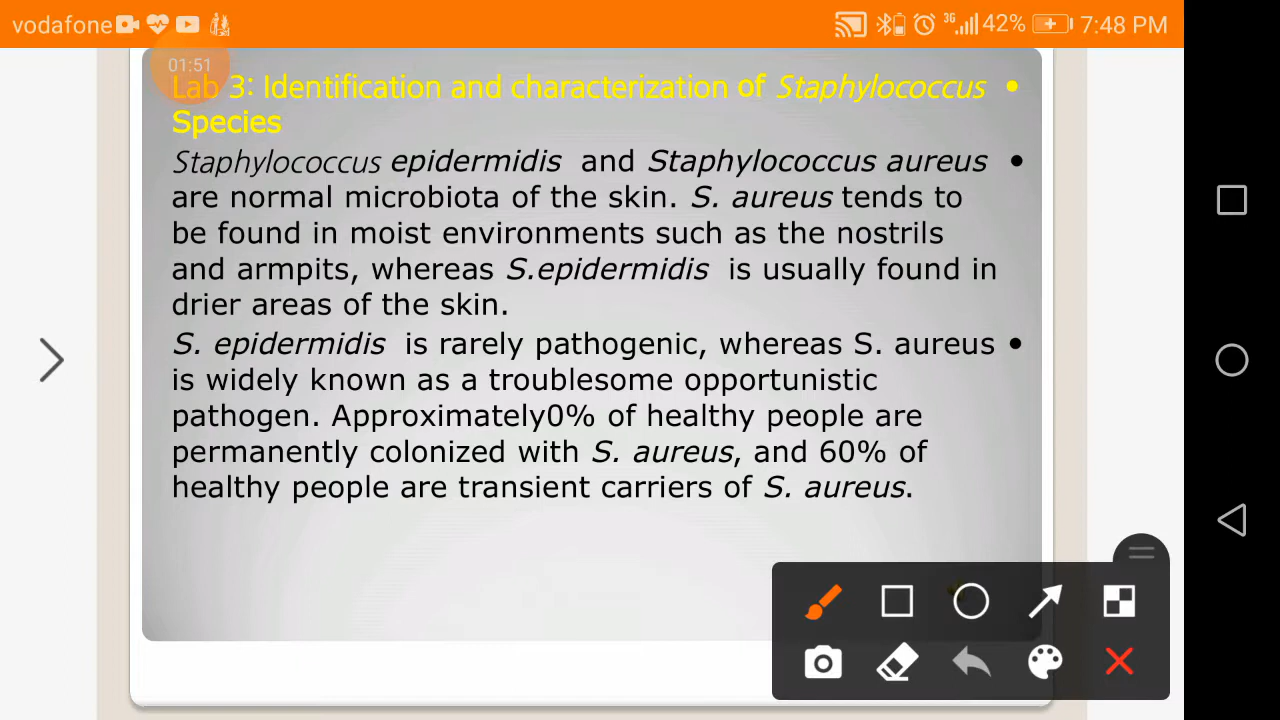 vodafone 3G 42% 7:48 PM
01:51
Lab 3: Identification and characterization of Staphylococcus •
Species
Staphylococcus epidermidis and Staphylococcus aureus •
are normal microbiota of the skin. S. aureus tends to
be found in moist environments such as the nostrils
and armpits, whereas S.epidermidis is usually found in
drier areas of the skin.
S. epidermidis is rarely pathogenic, whereas S. aureus •
is widely known as a troublesome opportunistic
pathogen. Approximately0% of healthy people are
permanently colonized with S. aureus, and 60% of
healthy people are transient carriers of S. aureus.